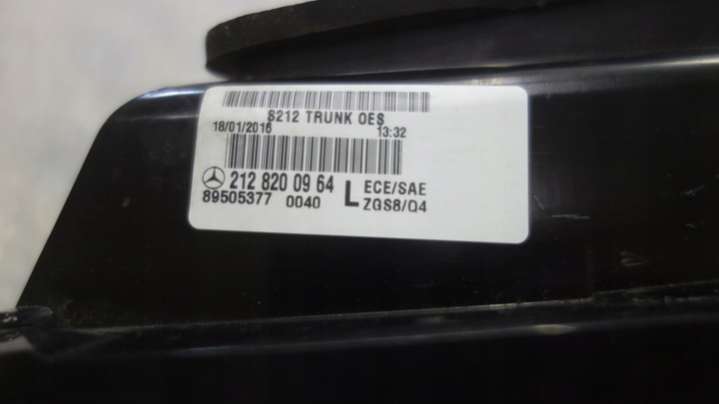 S212 TRUNK OES
18/01/2016 13:32
212 820 09 64 L ECE/SAE
89505377 0040 ZGS8/Q4